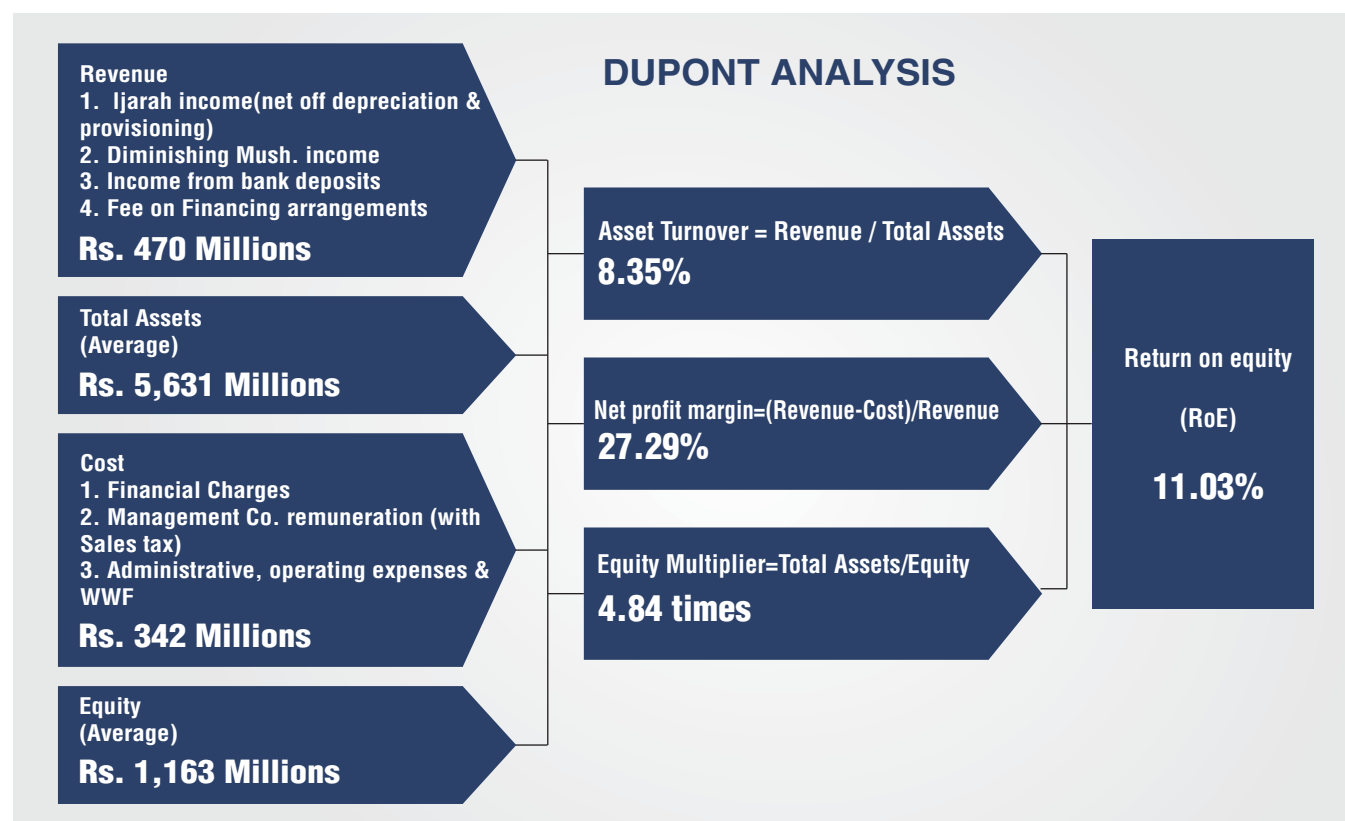 DUPONT ANALYSIS
Revenue
1. Ijarah income(net off depreciation &
provisioning)
2. Diminishing Mush. income
3. Income from bank deposits
4. Fee on Financing arrangements
Rs. 470 Millions
Total Assets
(Average)
Rs. 5,631 Millions
Cost
1. Financial Charges
2. Management Co. remuneration (with
Sales tax)
3. Administrative, operating expenses &
WWF
Rs. 342 Millions
Equity
(Average)
Rs. 1,163 Millions
Asset Turnover = Revenue / Total Assets
8.35%
Net profit margin=(Revenue-Cost)/Revenue
27.29%
Equity Multiplier=Total Assets/Equity
4.84 times
Return on equity
(RoE)
11.03%